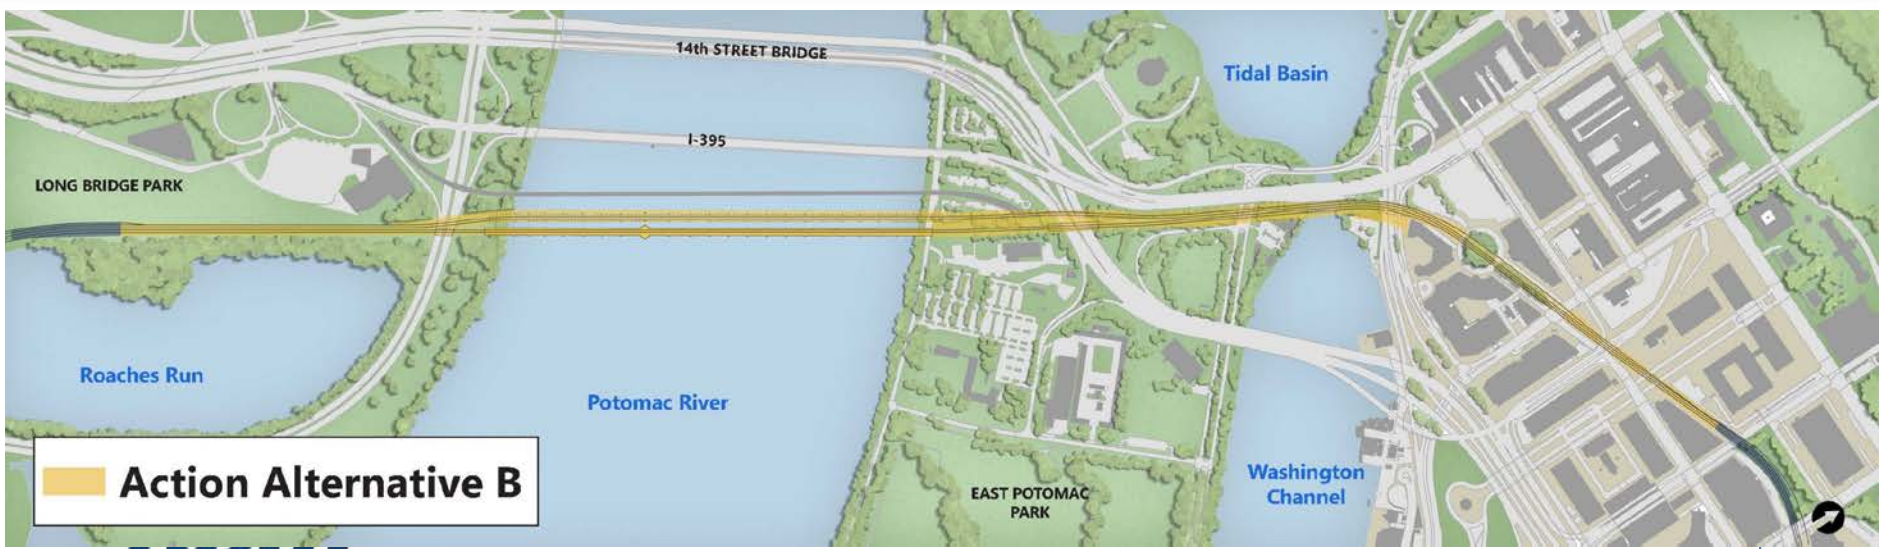 14th STREET BRIDGE
Tidal Basin
I-395
LONG BRIDGE PARK
Roaches Run
Potomac River
Washington
Channel
EAST POTOMAC
PARK
Action Alternative B